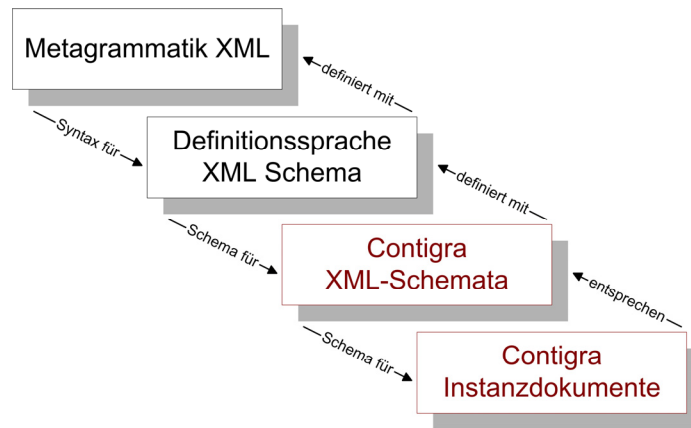 Metagrammatik XML
definiert mit
Syntax für
Definitionssprache
XML Schema
definiert mit
Schema für
Contigra
XML-Schemata
entsprechen
Schema für
Contigra
Instanzdokumente